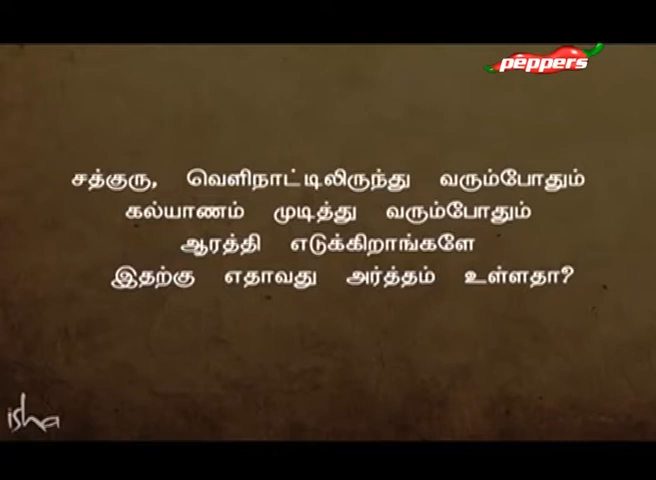 peppers
சத்குரு, வெளிநாட்டிலிருந்து வரும்போதும்
கல்யாணம் முடித்து வரும்போதும்
ஆரத்தி எடுக்கிறாங்களே
இதற்கு எதாவது அர்த்தம் உள்ளதா?
isha